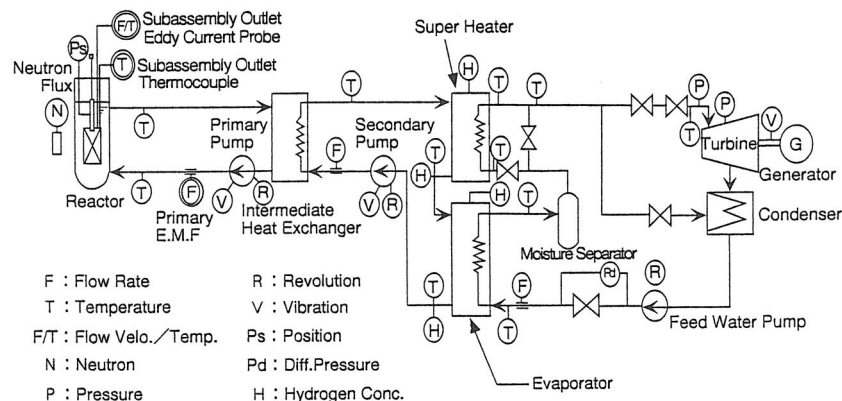 F/T
Subassembly Outlet
Eddy Current Probe
Super Heater
Ps
T
Subassembly Outlet
Thermocouple
Neutron
Flux
H
N
T
T
T
T
P
P
Turbine
T
V
G
Generator
Primary
Pump
Secondary
Pump
F
T
T
H
T
F
V
R
V
R
H
T
Reactor
Primary
E.M.F
Intermediate
Heat Exchanger
Condenser
Moisture Separator
F : Flow Rate
R : Revolution
T : Temperature
V : Vibration
F/T : Flow Velo./Temp.
Ps : Position
N : Neutron
Pd : Diff.Pressure
P : Pressure
H : Hydrogen Conc.
T
H
F
T
Rd
R
Feed Water Pump
Evaporator